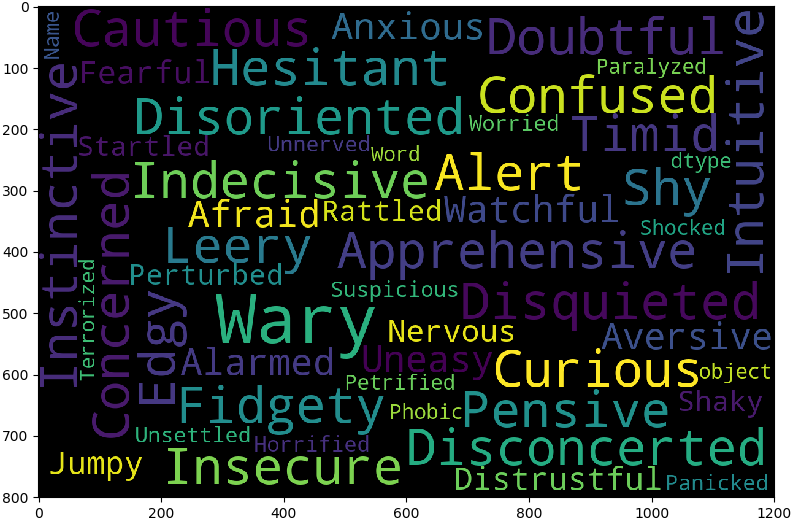 0
100
200
300
400
500
600
700
800
Name
Cautious
Anxious
Doubtful
Intuitive
Fearful
Hesitant
Paralyzed
Confused
Instinctive
Disoriented
Worried
Timid
Startled
Unnerved
Word
dtype
Indecisive
Alert
Shy
Concerned
Afraid
Rattled
Watchful
Shocked
Leery
Apprehensive
Terrorized
Perturbed
Suspicious
Disquieted
Edgy
Wary
Nervous
Aversive
Alarmed
Uneasy
Curious
object
Petrified
Fidgety
Phobic
Pensive
Shaky
Unsettled
Horrified
Disconcerted
Jumpy
Insecure
Distrustful
Panicked
0 200 400 600 800 1000 1200